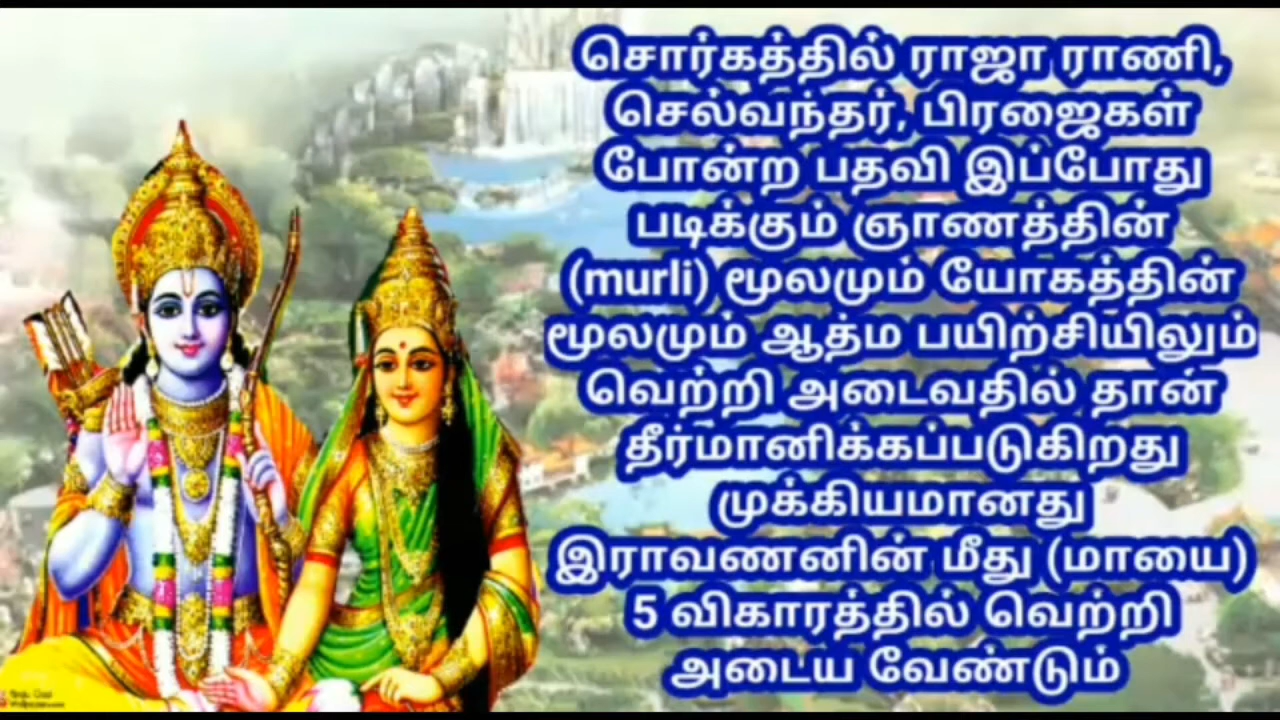 சொர்கத்தில் ராஜா ராணி,
செல்வந்தர், பிரஜைகள்
போன்ற பதவி இப்போது
படிக்கும் ஞாணத்தின்
(murli) மூலமும் யோகத்தின்
மூலமும் ஆத்ம பயிற்சியிலும்
வெற்றி அடைவதில் தான்
தீர்மானிக்கப்படுகிறது
முக்கியமானது
இராவணனின் மீது (மாயை)
5 விகாரத்தில் வெற்றி
அடைய வேண்டும்